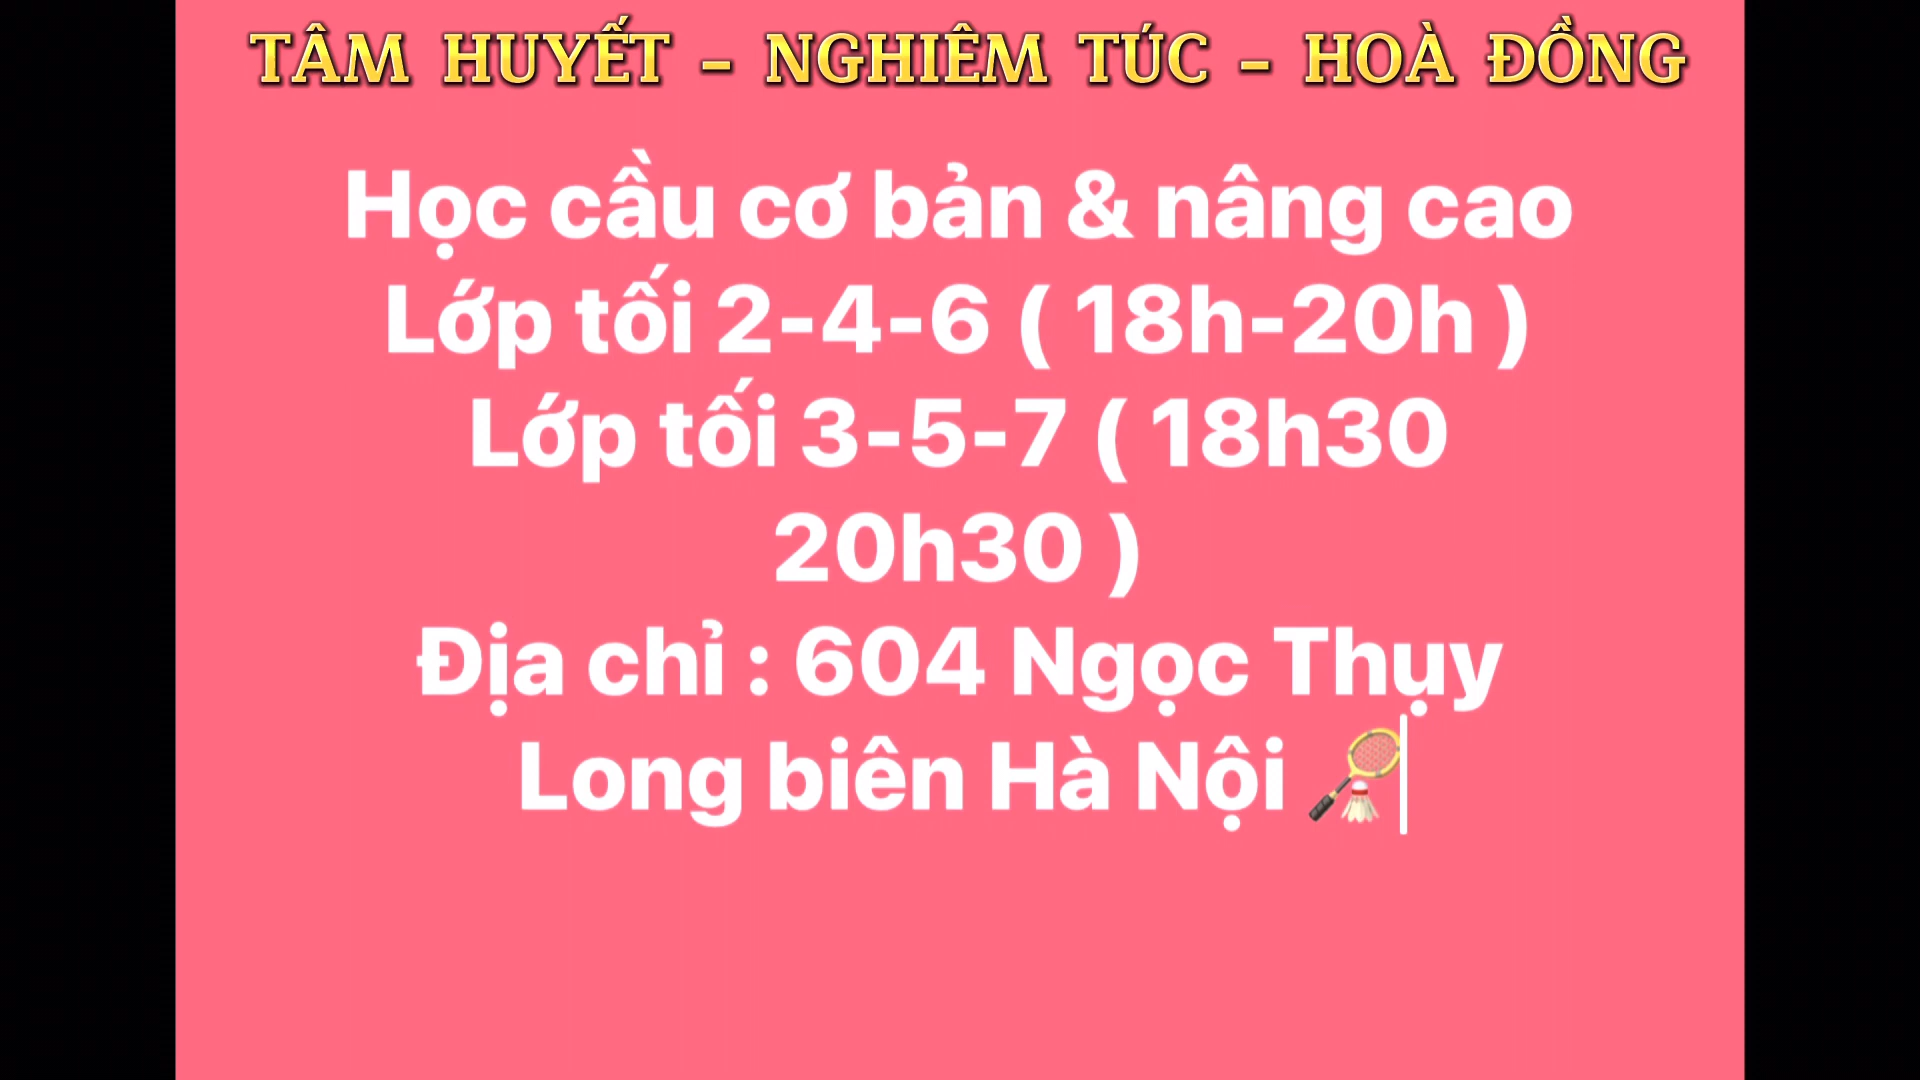 TÂM HUYẾT - NGHIÊM TÚC - HOÀ ĐỒNG
Học cầu cơ bản & nâng cao
Lớp tối 2-4-6 ( 18h-20h )
Lớp tối 3-5-7 ( 18h30
20h30 )
Địa chỉ : 604 Ngọc Thụy
Long biên Hà Nội 🏸